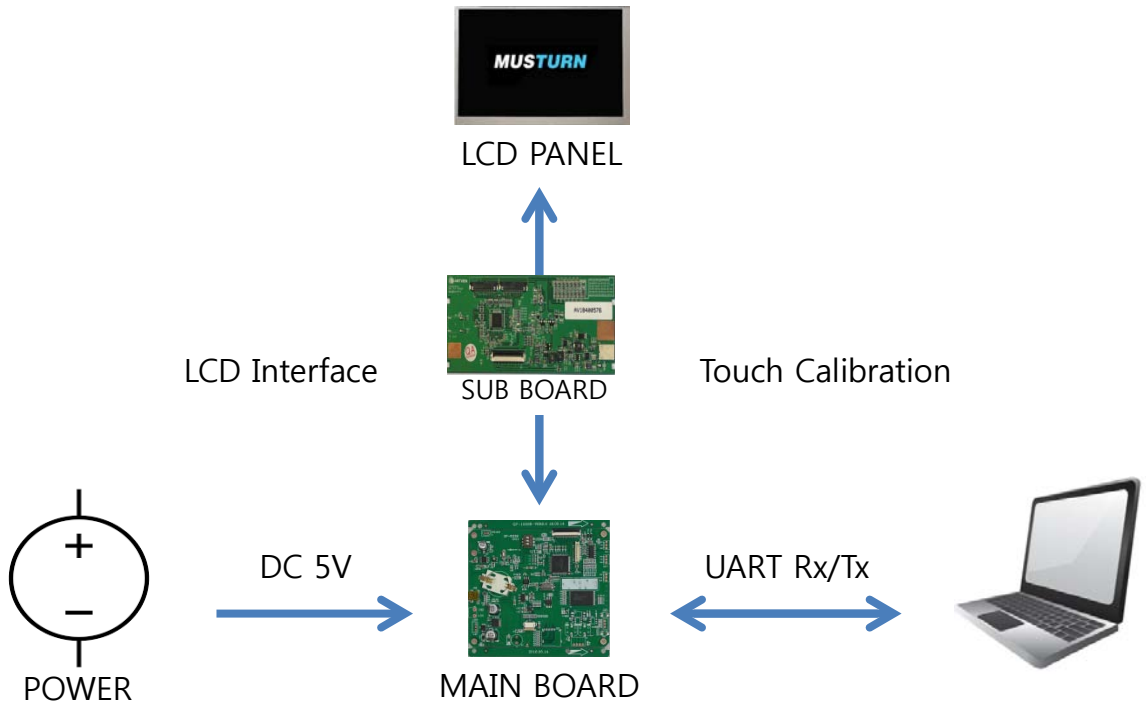 MUSTURN
LCD PANEL
LCD Interface
Touch Calibration
SUB BOARD
DC 5V
UART Rx/Tx
POWER
MAIN BOARD